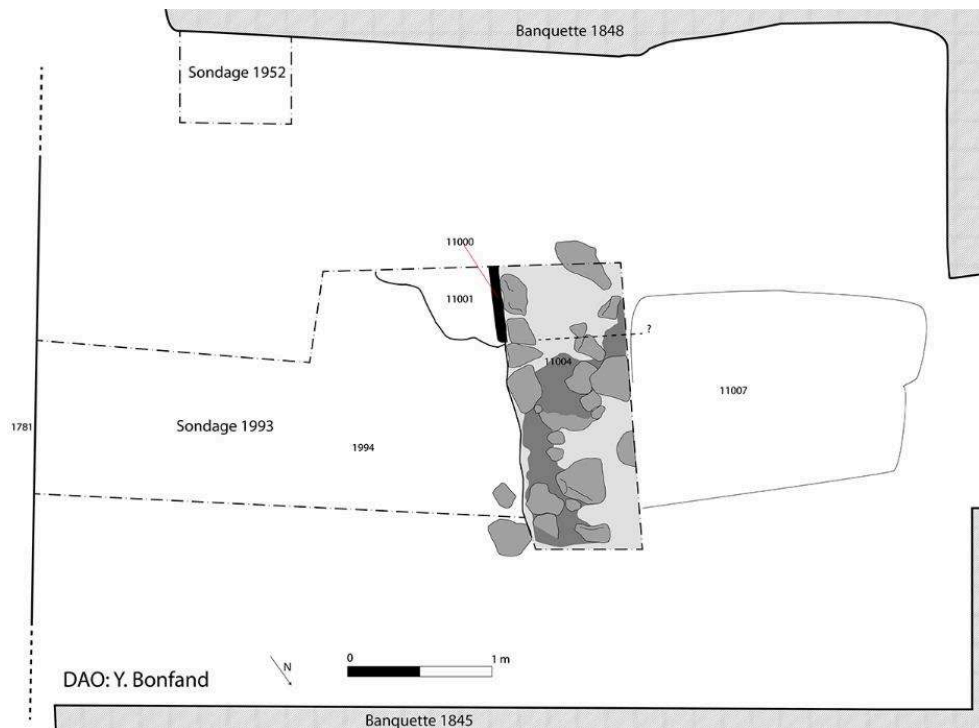 Banquette 1848
Sondage 1952
11000
11001
?
11004
11007
1781
Sondage 1993
1994
N
0
1 m
DAO: Y. Bonfand
Banquette 1845